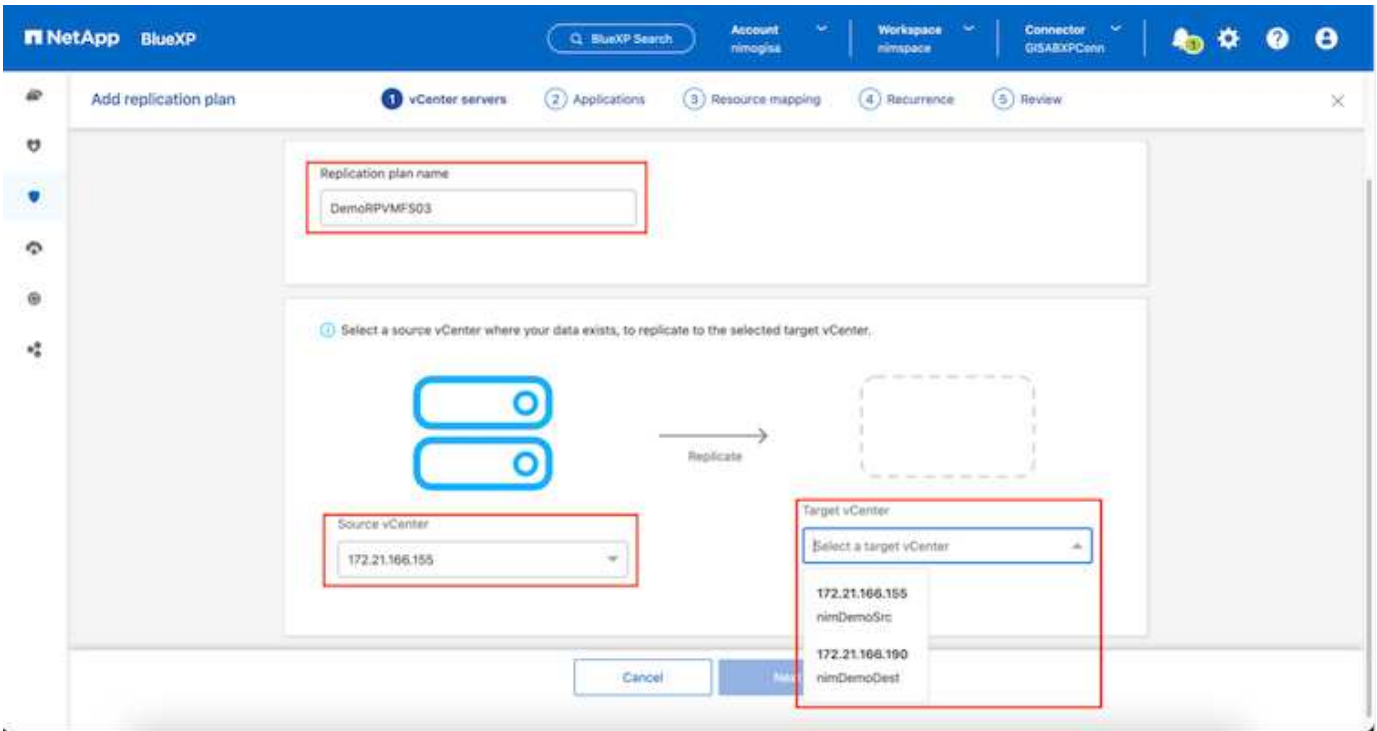 NetApp BlueXP
BlueXP Search
Account
nimogisa
Workspace
nimspace
Connector
GISABXPConn
Add replication plan
1 vCenter servers
2 Applications
3 Resource mapping
4 Recurrence
5 Review
Replication plan name
DemoRPVMFS03
Select a source vCenter where your data exists, to replicate to the selected target vCenter.
Replicate
Source vCenter
172.21.166.155
Target vCenter
Select a target vCenter
172.21.166.155
nimDemoSrc
172.21.166.190
nimDemoDest
Cancel
Next